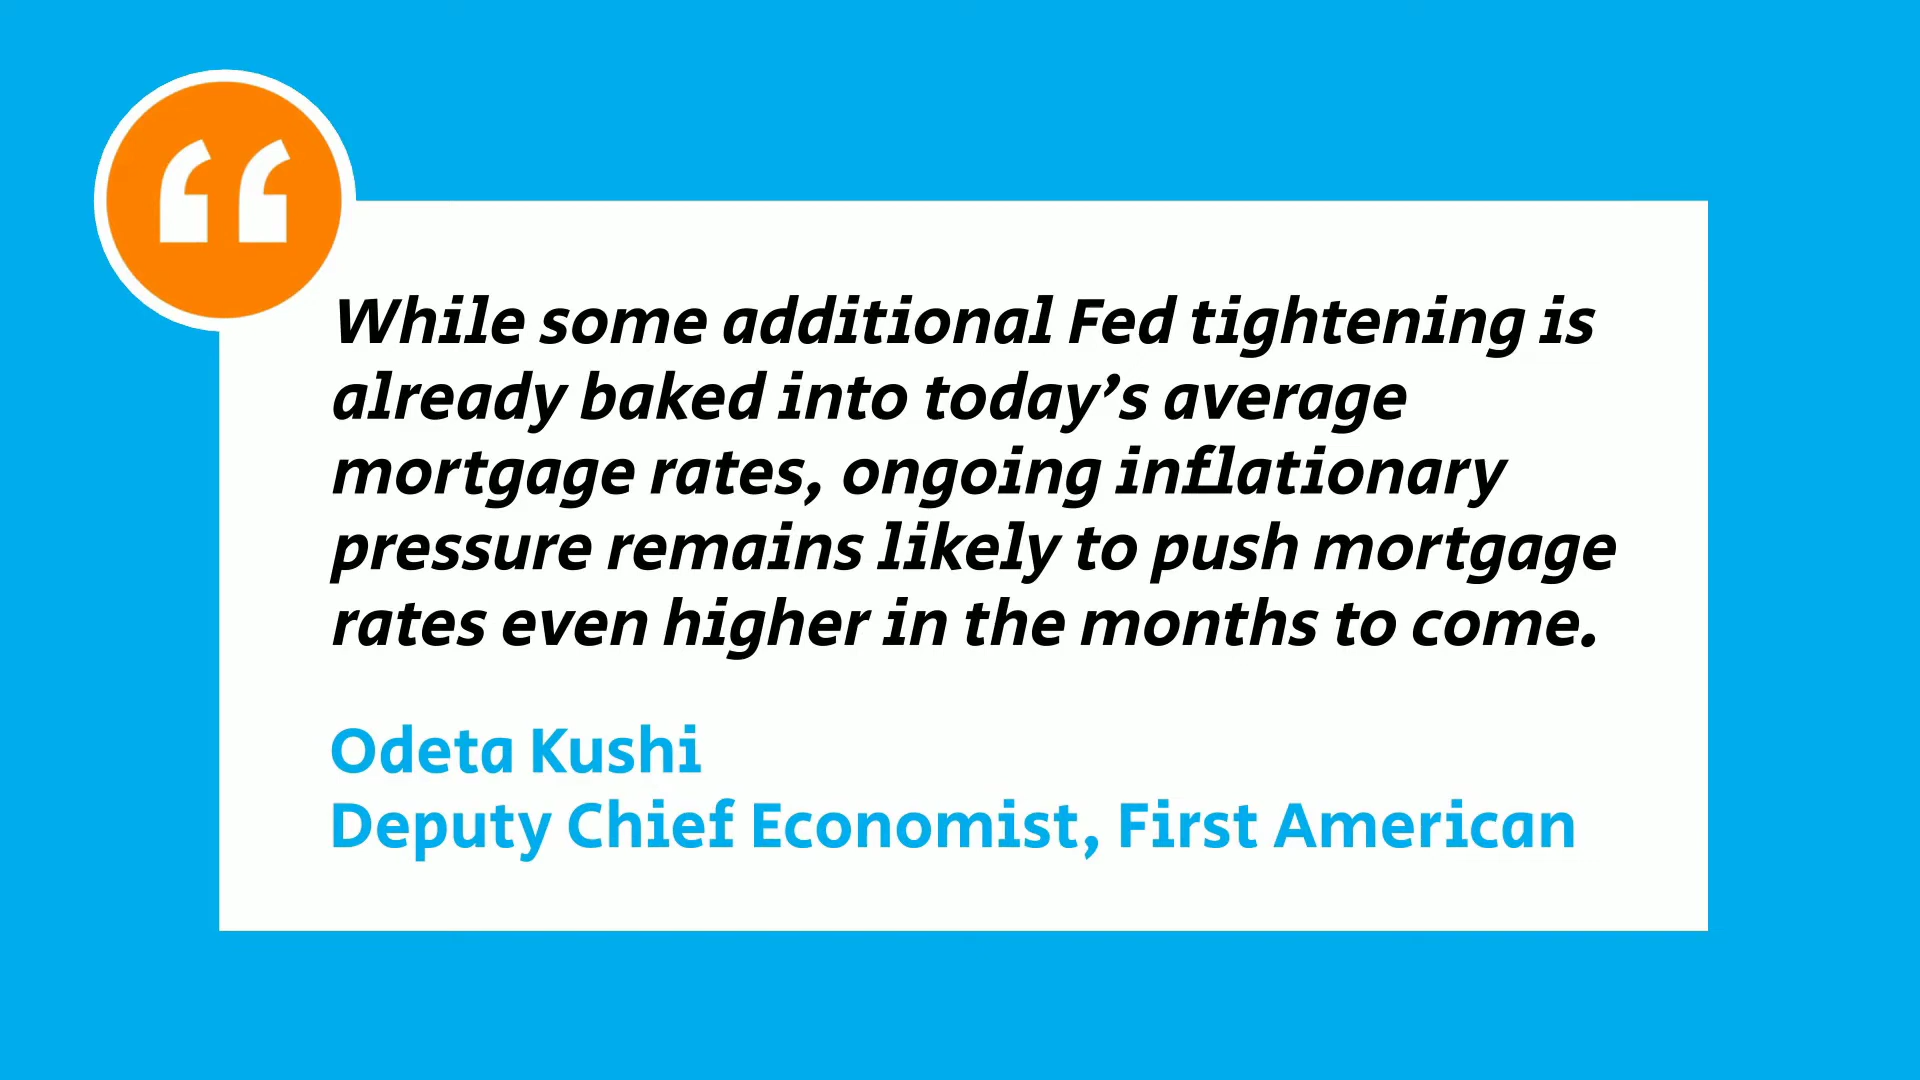 “
While some additional Fed tightening is
already baked into today’s average
mortgage rates, ongoing inflationary
pressure remains likely to push mortgage
rates even higher in the months to come.
Odeta Kushi
Deputy Chief Economist, First American